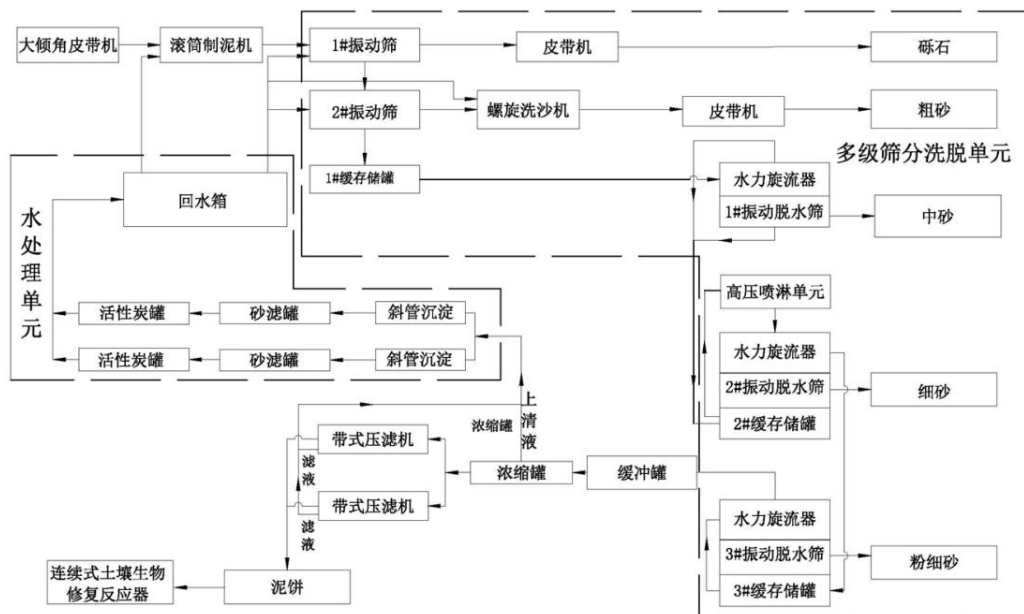 大倾角皮带机
滚筒制泥机
1#振动筛
皮带机
砾石
2#振动筛
螺旋洗沙机
皮带机
粗砂
多级筛分洗脱单元
1#缓存储罐
水力旋流器
1#振动脱水筛
中砂
回水箱
水处理单元
高压喷淋单元
活性炭罐
砂滤罐
斜管沉淀
活性炭罐
砂滤罐
斜管沉淀
水力旋流器
2#振动脱水筛
2#缓存储罐
细砂
上清液
浓缩罐
带式压滤机
滤液
浓缩罐
缓冲罐
带式压滤机
滤液
水力旋流器
3#振动脱水筛
3#缓存储罐
粉细砂
连续式土壤生物
修复反应器
泥饼